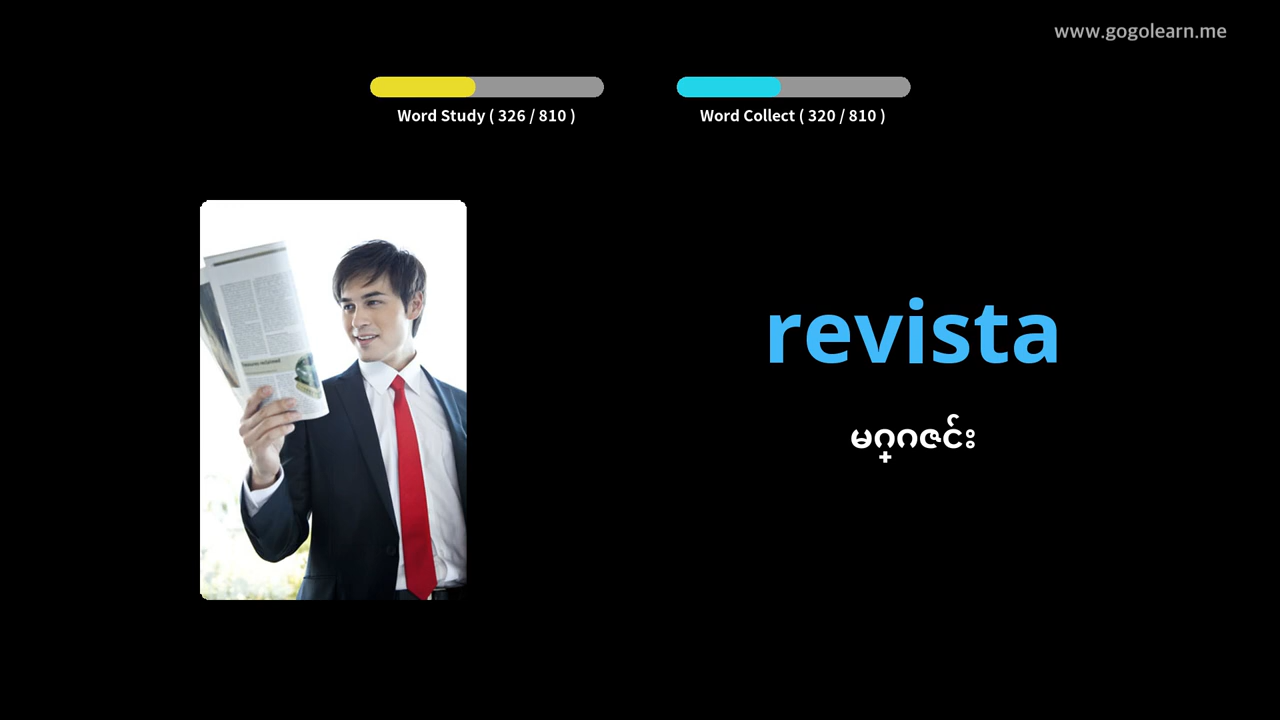 www.gogolearn.me
Word Study ( 326 / 810 )
Word Collect ( 320 / 810 )
revista
မဂ္ဂဇင်း